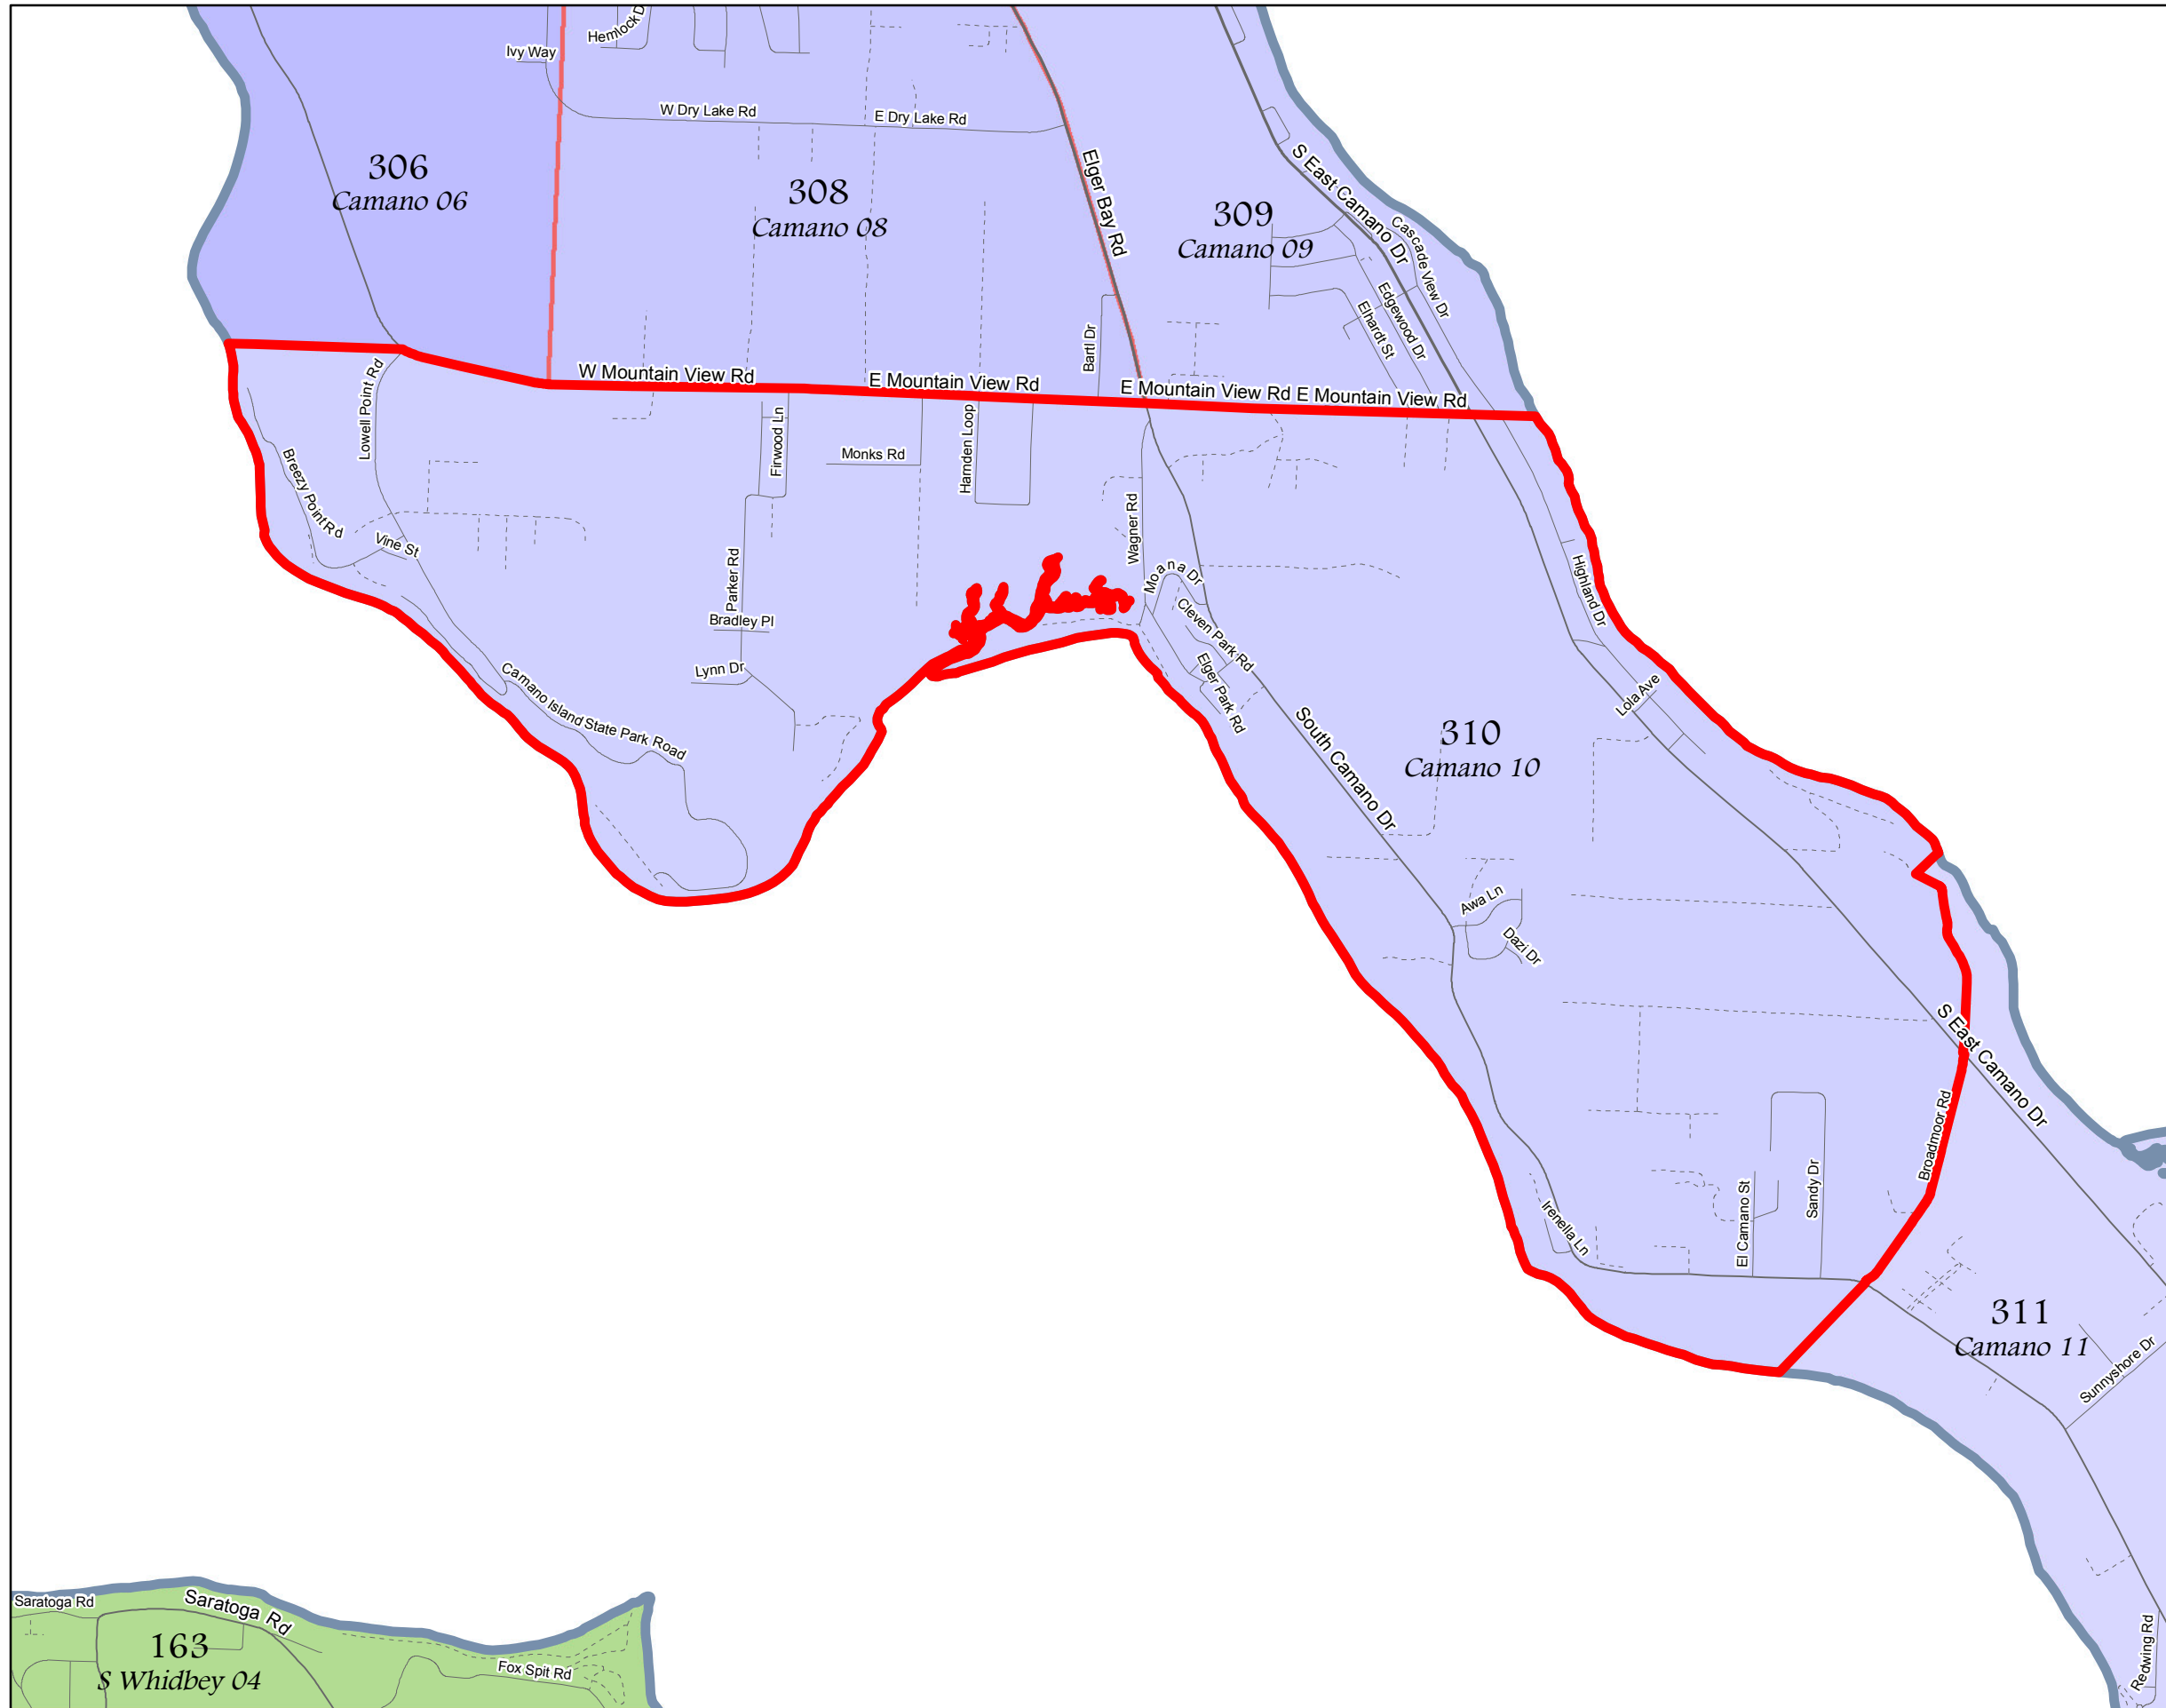 Hemlock D
Ivy Way
W Dry Lake Rd
E Dry Lake Rd
306
Camano 06
308
Camano 08
Elger Bay Rd
309
Camano 09
S East Camano Dr
Cascade View Dr
Edgewood Dr
Elhardt St
Bartl Dr
W Mountain View Rd
E Mountain View Rd
E Mountain View Rd
E Mountain View Rd
Lowell Point Rd
Breezy Point Rd
Vine St
Firwood Ln
Monks Rd
Harnden Loop
Wagner Rd
Parker Rd
Bradley Pl
Lynn Dr
Moana Dr
Cleven Park Rd
Elger Park Rd
Highland Dr
Lola Ave
Camano Island State Park Road
South Camano Dr
310
Camano 10
Awa Ln
Dazi Dr
S East Camano Dr
Broadmoor Rd
Sandy Dr
El Camano St
Irenella Ln
311
Camano 11
Sunnyshore Dr
Saratoga Rd
Saratoga Rd
163
S Whidbey 04
Fox Spit Rd
Redwing Rd